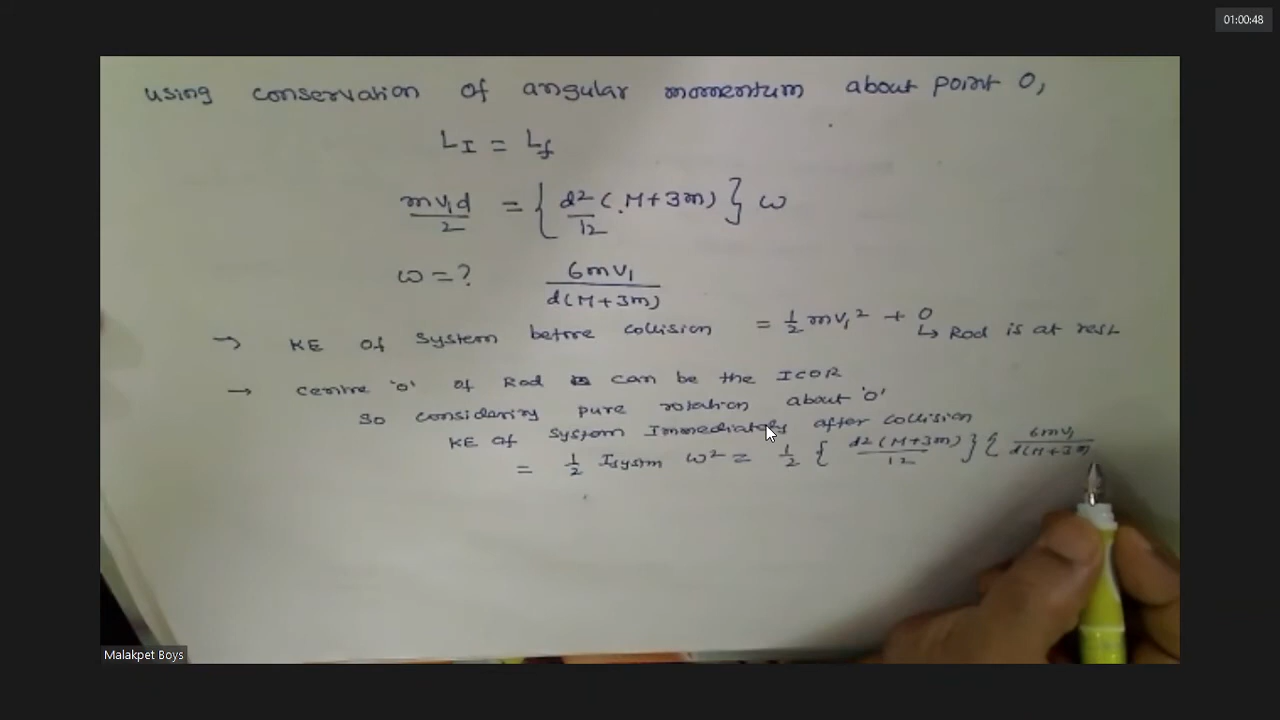 01:00:48
using conservation of angular momentum about point O,
LI = Lf
mv₁d/2 = { d²/12 (M+3m) } ω
ω = ? 6mv₁/d(M+3m)
→ KE of system before collision = 1/2 mv₁² + 0
↳ Rod is at rest
→ centre 'o' of Rod can be the ICOR
so considering pure rotation about 'o'
KE of system Immediately after collision
= 1/2 Isystm ω² = 1/2 { d²(M+3m)/12 } { 6mv₁/d(M+3m)
Malakpet Boys